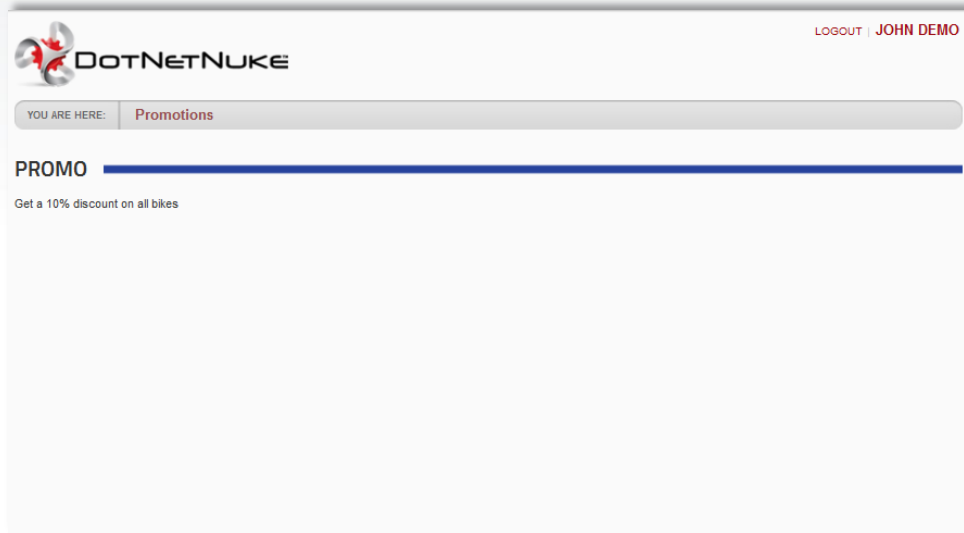 LOGOUT | JOHN DEMO
DOTNETNUKE
YOU ARE HERE: Promotions
PROMO
Get a 10% discount on all bikes